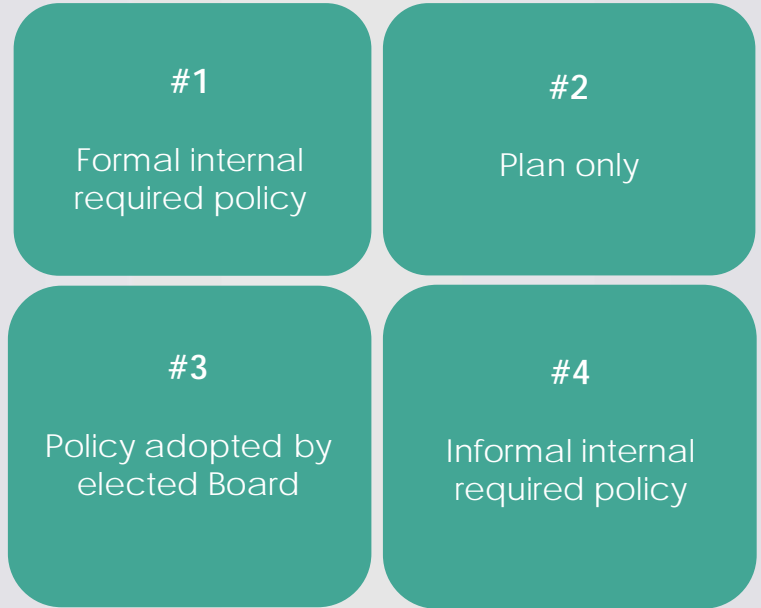 #1
Formal internal
required policy
#2
Plan only
#3
Policy adopted by
elected Board
#4
Informal internal
required policy